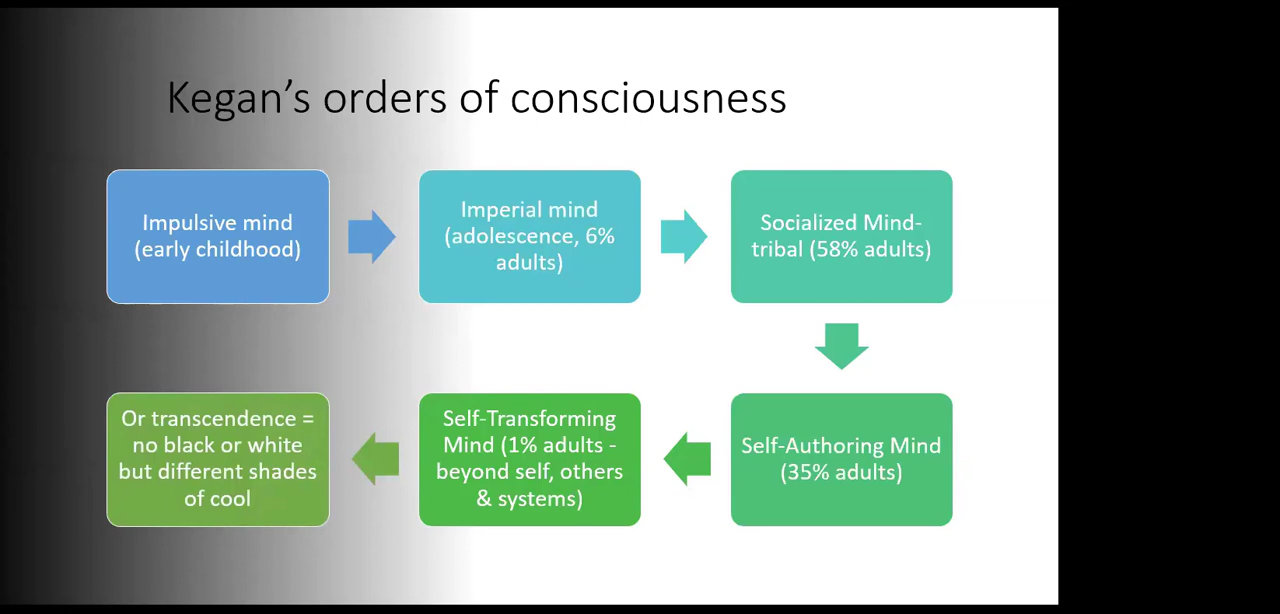 Kegan’s orders of consciousness
Impulsive mind
(early childhood)
Imperial mind
(adolescence, 6%
adults)
Socialized Mind-
tribal (58% adults)
Self-Authoring Mind
(35% adults)
Self-Transforming
Mind (1% adults -
beyond self, others
& systems)
Or transcendence =
no black or white
but different shades
of cool